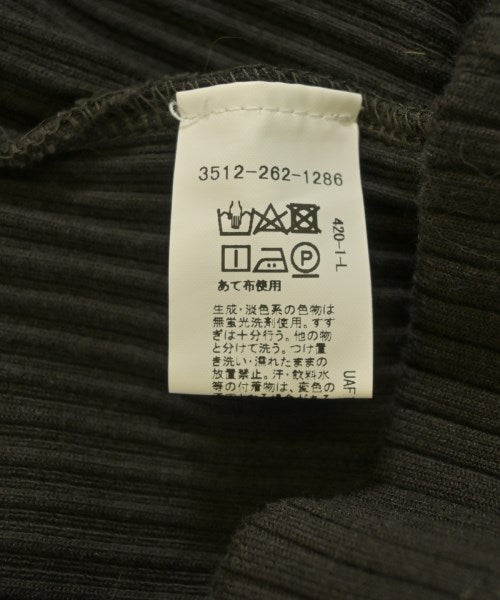 3512-262-1286
420-I-L
P
あて布使用
生成・淡色系の色物は
無蛍光洗剤使用。すす
ぎは十分行う。他の物
と分けて洗う。つけ置
き洗い・濡れたままの
放置禁止。汗・飲料水
等の付着物は、変色の
UAF